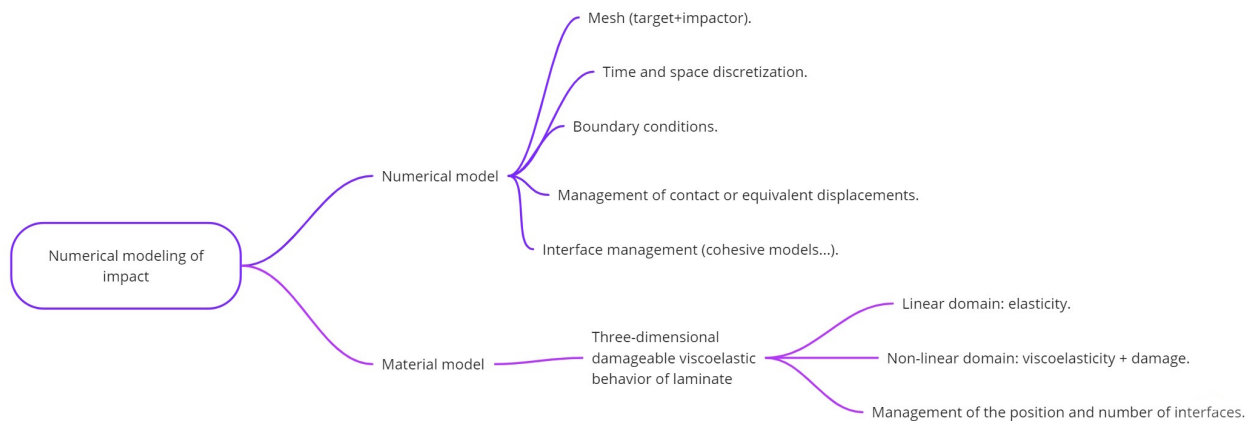 Numerical modeling of
impact
Numerical model
Mesh (target+impactor).
Time and space discretization.
Boundary conditions.
Management of contact or equivalent displacements.
Interface management (cohesive models...).
Material model
Three-dimensional
damageable viscoelastic
behavior of laminate
Linear domain: elasticity.
Non-linear domain: viscoelasticity + damage.
Management of the position and number of interfaces.